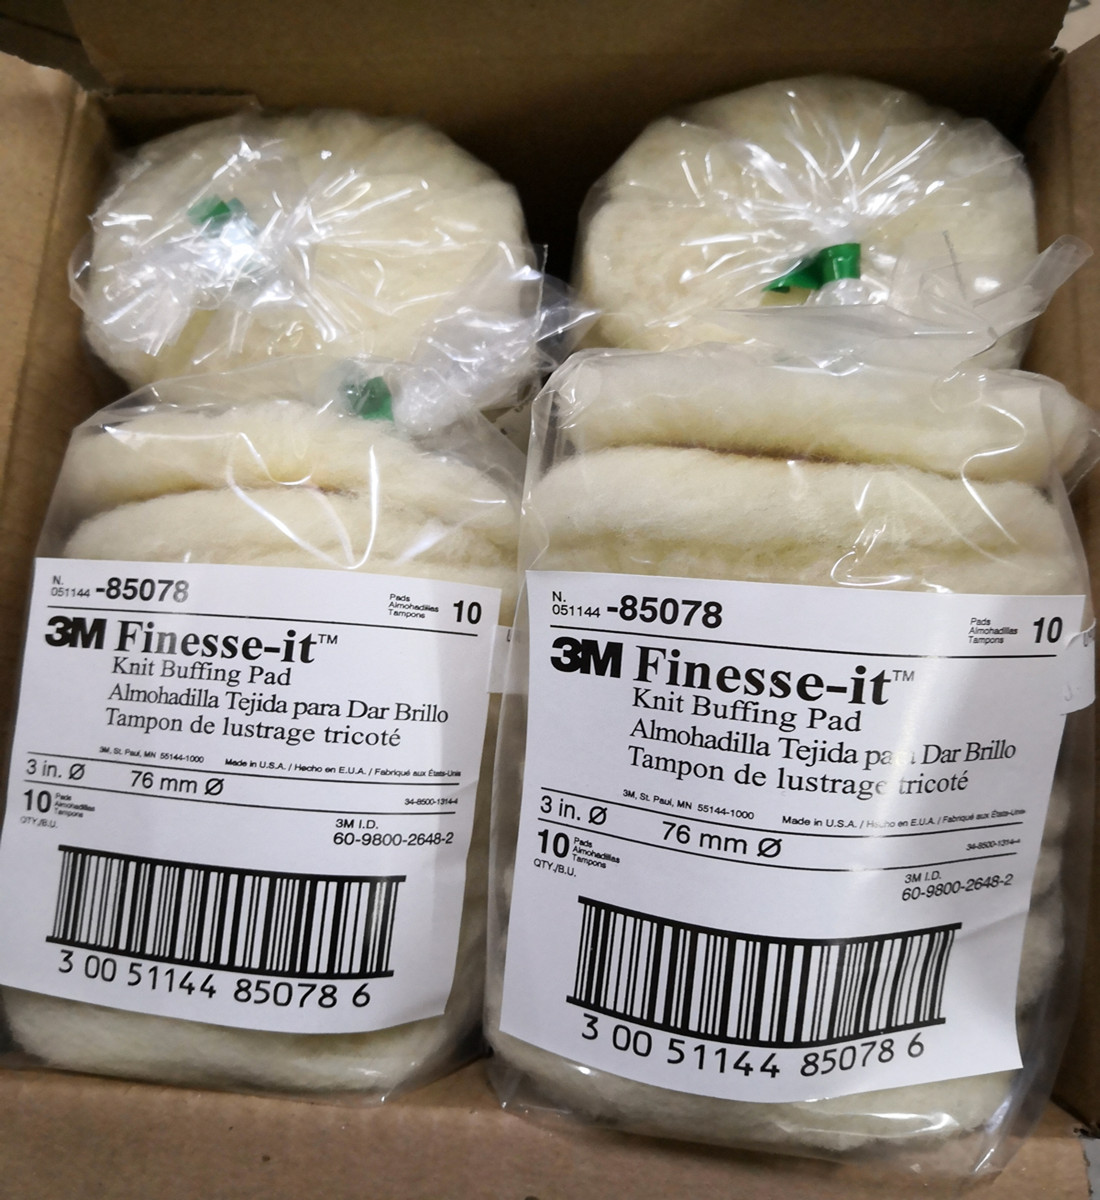 N.
051144 -85078
Pads
Almohadillas
Tampons
10
3M Finesse-it™
Knit Buffing Pad
Almohadilla Tejida para Dar Brillo
Tampon de lustrage tricoté
3M, St. Paul, MN 55144-1000 Made in U.S.A. / Hecho en E.U.A. / Fabriqué aux États-Unis
3 in. Ø 76 mm Ø
34-8500-1314-4
10 Pads
Almohadillas
Tampons
QTY./B.U.
3M I.D.
60-9800-2648-2
3 00 51144 85078 6
N.
051144 -85078
Pads
Almohadillas
Tampons
10
3M Finesse-it™
Knit Buffing Pad
Almohadilla Tejida para Dar Brillo
Tampon de lustrage tricoté
3M, St. Paul, MN 55144-1000 Made in U.S.A. / Hecho en E.U.A. / Fabriqué aux États-Unis
3 in. Ø 76 mm Ø
34-8500-1314-4
10 Pads
Almohadillas
Tampons
QTY./B.U.
3M I.D.
60-9800-2648-2
3 00 51144 85078 6